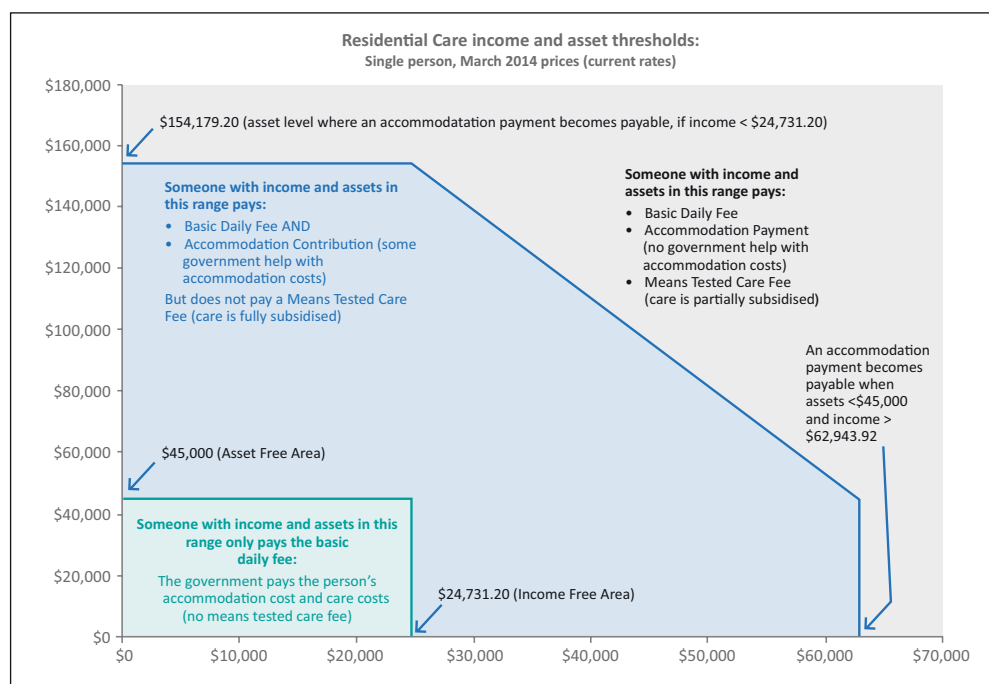 Residential Care income and asset thresholds:
Single person, March 2014 prices (current rates)
$180,000
$160,000
$140,000
$120,000
$100,000
$80,000
$60,000
$40,000
$20,000
$0
$154,179.20 (asset level where an accommodatation payment becomes payable, if income < $24,731.20)
Someone with income and assets in
this range pays:
• Basic Daily Fee AND
• Accommodation Contribution (some
government help with
accommodation costs)
But does not pay a Means Tested Care
Fee (care is fully subsidised)
Someone with income and
assets in this range pays:
• Basic Daily Fee
• Accommodation Payment
(no government help with
accommodation costs)
• Means Tested Care Fee
(care is partially subsidised)
An accommodation
payment becomes
payable when
assets <$45,000
and income >
$62,943.92
$45,000 (Asset Free Area)
Someone with income and assets in this
range only pays the basic
daily fee:
The government pays the person's
accommodation cost and care costs
(no means tested care fee)
$24,731.20 (Income Free Area)
$0
$10,000
$20,000
$30,000
$40,000
$50,000
$60,000
$70,000